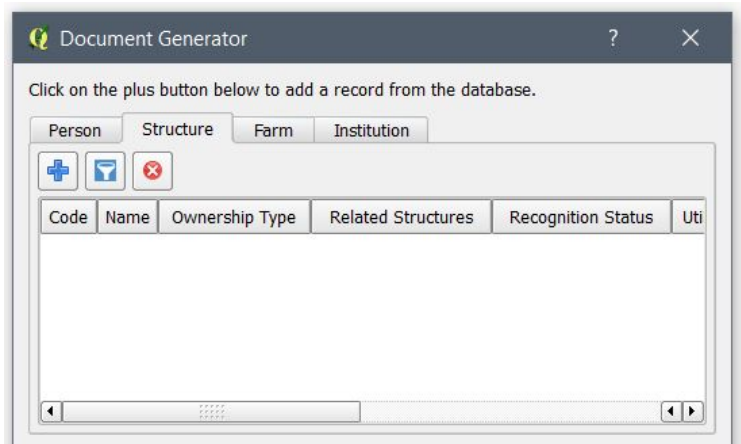 Document Generator
Click on the plus button below to add a record from the database.
Person Structure Farm Institution
Code Name Ownership Type Related Structures Recognition Status Uti